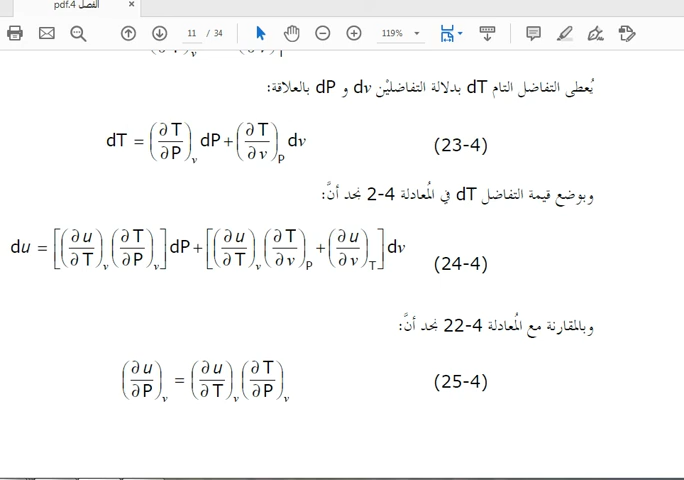 الفصل 4.pdf
11 / 34
119%
يُعطى التفاضل التام dT بدلالة التفاضليْن dv و dP بالعلاقة:
dT = (∂T/∂P)_v dP + (∂T/∂v)_P dv (23-4)
وبوضع قيمة التفاضل dT في المُعادلة 4-2 نجد أنَّ:
du = [(∂u/∂T)_v (∂T/∂P)_v] dP + [(∂u/∂T)_v (∂T/∂v)_P + (∂u/∂v)_T] dv (24-4)
وبالمقارنة مع المُعادلة 4-22 نجد أنَّ:
(∂u/∂P)_v = (∂u/∂T)_v (∂T/∂P)_v (25-4)